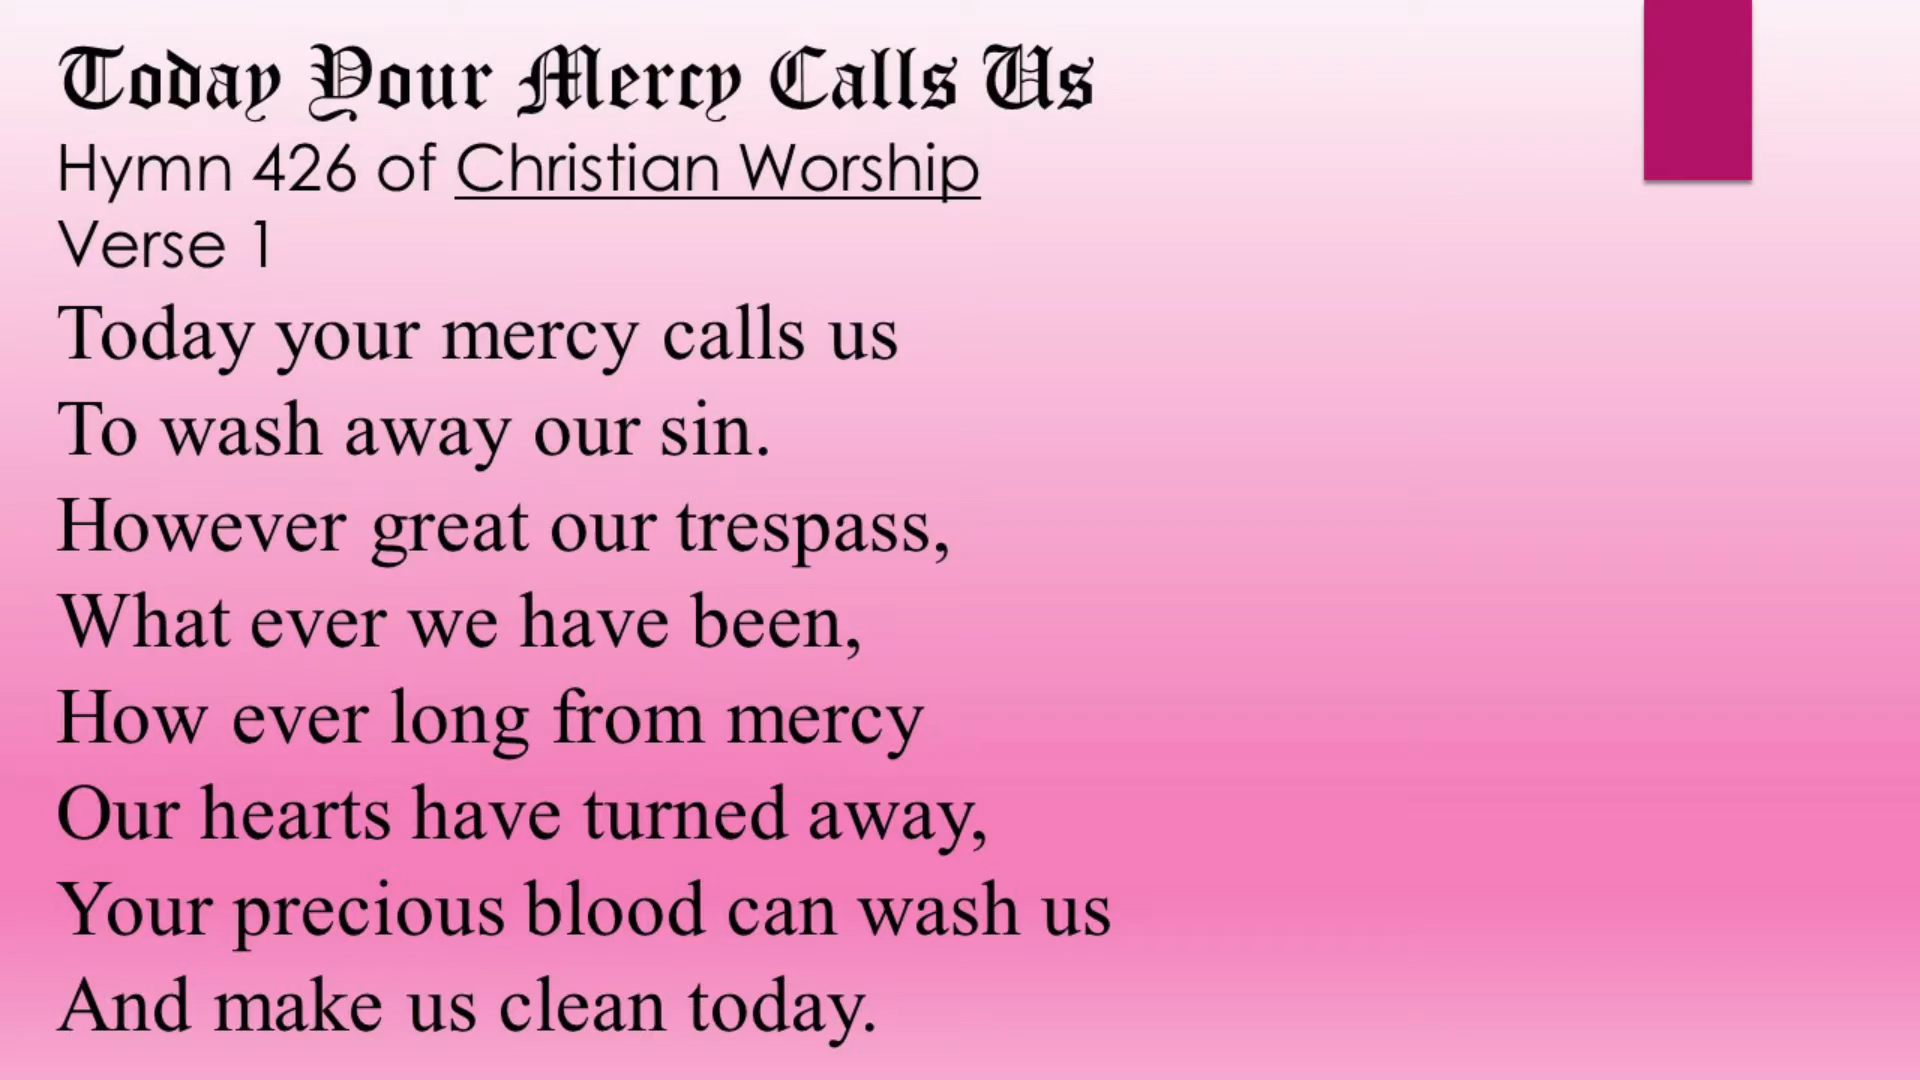 Today Your Mercy Calls Us
Hymn 426 of Christian Worship
Verse 1
Today your mercy calls us
To wash away our sin.
However great our trespass,
What ever we have been,
How ever long from mercy
Our hearts have turned away,
Your precious blood can wash us
And make us clean today.